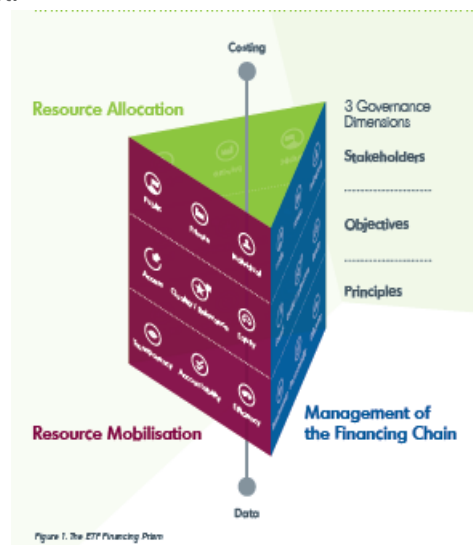 Costing
Resource Allocation
3 Governance
Dimensions
Stakeholders
Objectives
Principles
Public
Private
Individual
Access
Quality / Relevance
Equity
Transparency
Accountability
Efficient
Resource Mobilisation
Management of
the Financing Chain
Data
Figure 1. The ETF Financing Prism